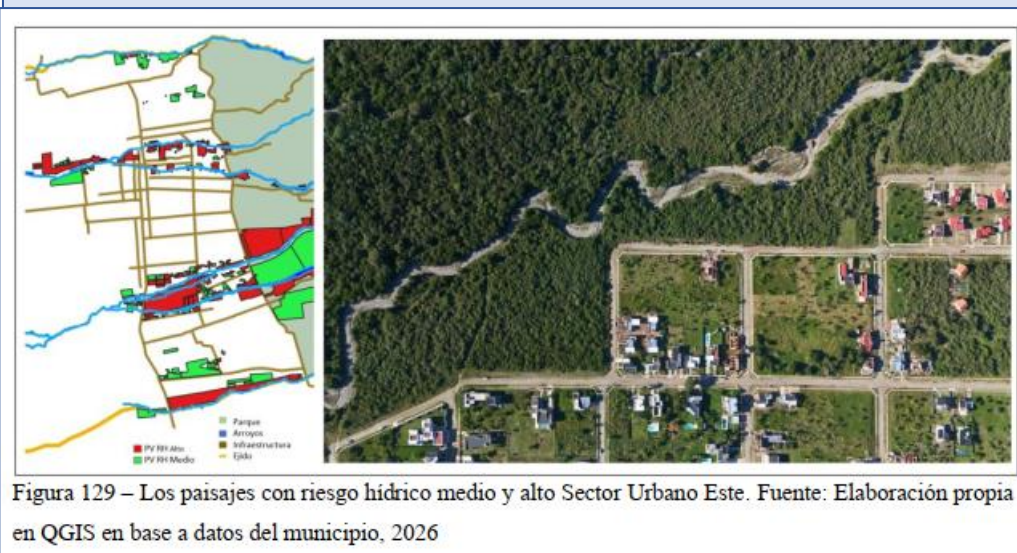 Parque
Arroyos
Infraestructura
Ejido
PV RH Alto
PV RH Medio
Figura 129 – Los paisajes con riesgo hídrico medio y alto Sector Urbano Este. Fuente: Elaboración propia
en QGIS en base a datos del municipio, 2026